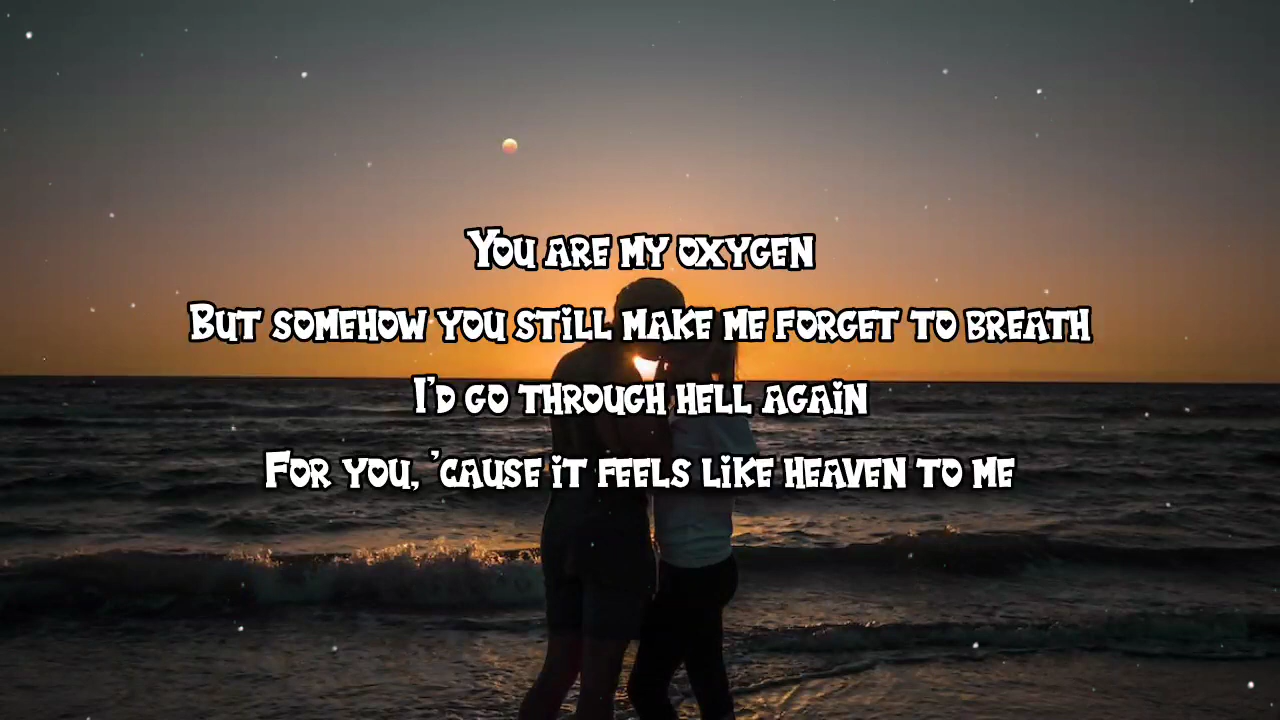 You are my oxygen
But somehow you still make me forget to breath
I'd go through hell again
For you, 'cause it feels like heaven to me